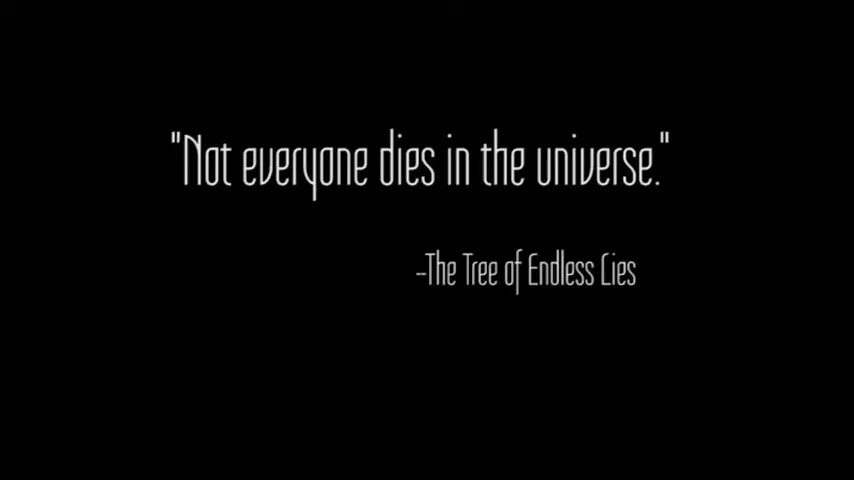 "Not everyone dies in the universe."
--The Tree of Endless Lies